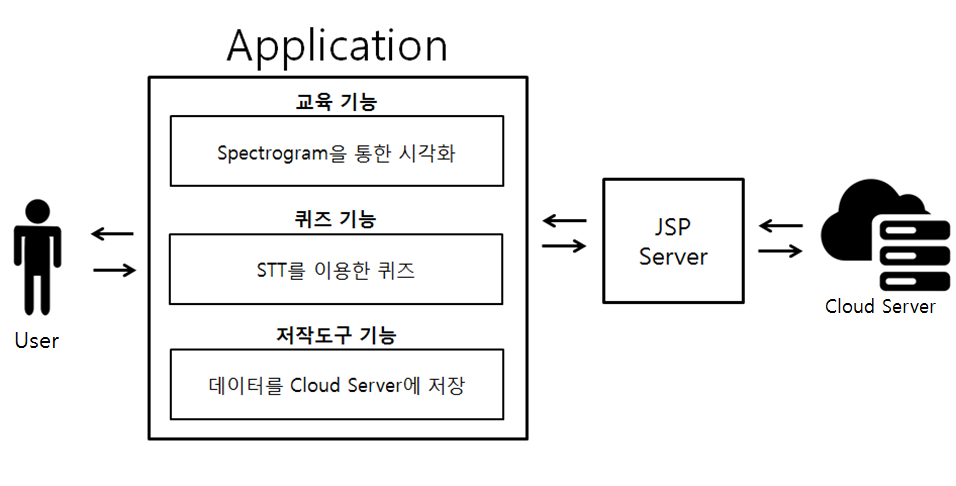 Application
교육 기능
Spectrogram을 통한 시각화
퀴즈 기능
STT를 이용한 퀴즈
저작도구 기능
데이터를 Cloud Server에 저장
User
JSP
Server
Cloud Server